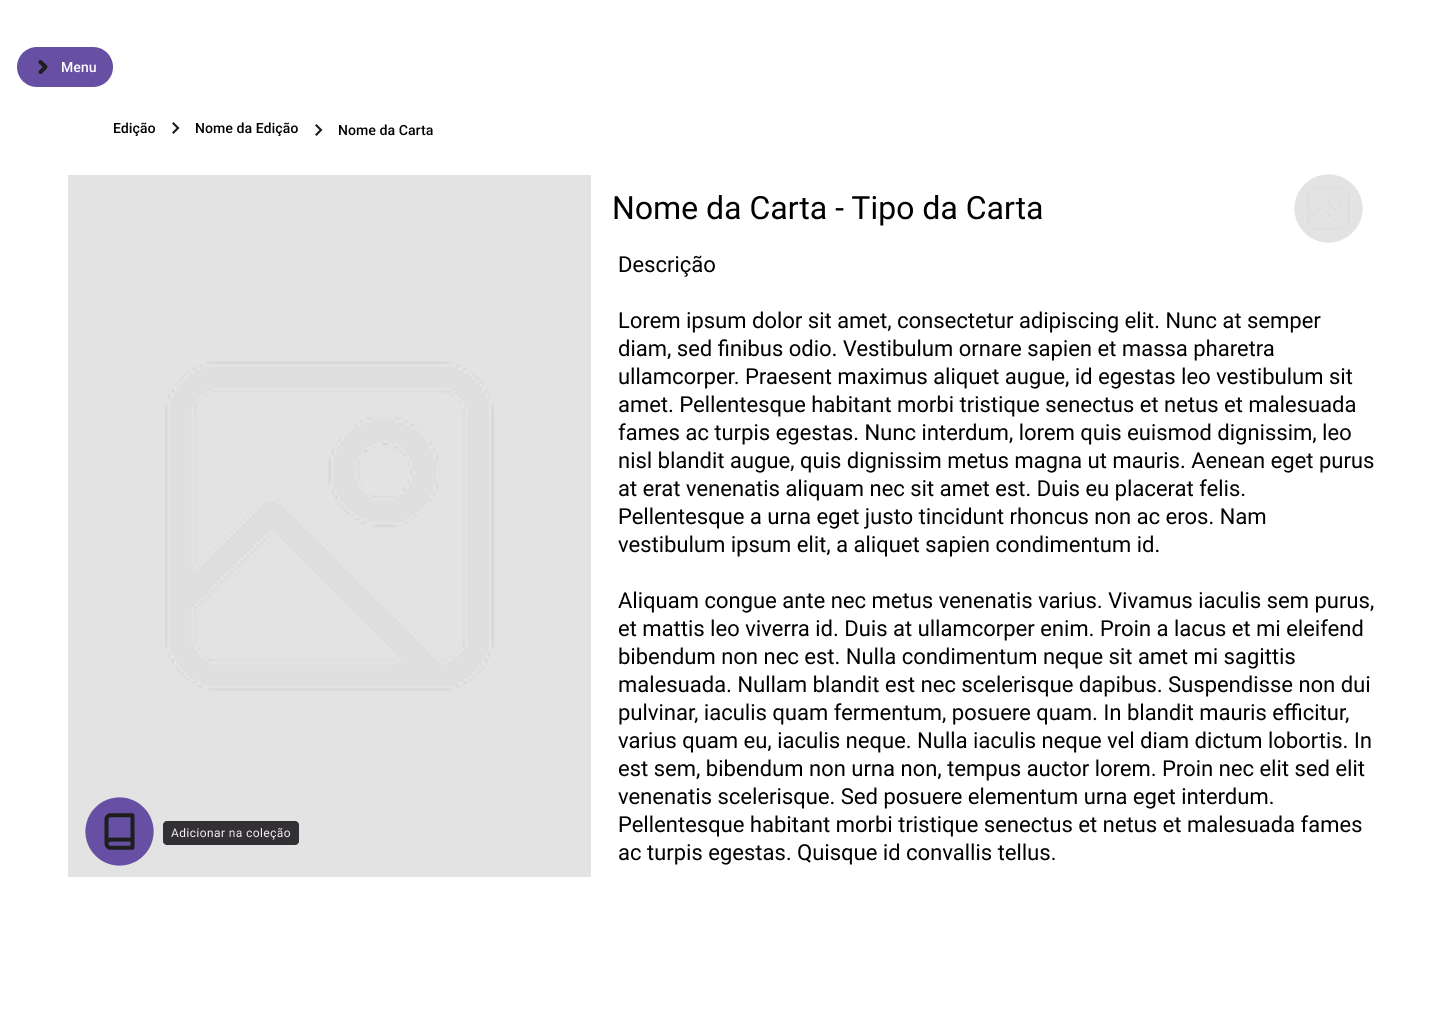 Menu
Edição
Nome da Edição
Nome da Carta
Nome da Carta - Tipo da Carta
Descrição
Lorem ipsum dolor sit amet, consectetur adipiscing elit. Nunc at semper
diam, sed finibus odio. Vestibulum ornare sapien et massa pharetra
ullamcorper. Praesent maximus aliquet augue, id egestas leo vestibulum sit
amet. Pellentesque habitant morbi tristique senectus et netus et malesuada
fames ac turpis egestas. Nunc interdum, lorem quis euismod dignissim, leo
nisl blandit augue, quis dignissim metus magna ut mauris. Aenean eget purus
at erat venenatis aliquam nec sit amet est. Duis eu placerat felis.
Pellentesque a urna eget justo tincidunt rhoncus non ac eros. Nam
vestibulum ipsum elit, a aliquet sapien condimentum id.
Aliquam congue ante nec metus venenatis varius. Vivamus iaculis sem purus,
et mattis leo viverra id. Duis at ullamcorper enim. Proin a lacus et mi eleifend
bibendum non nec est. Nulla condimentum neque sit amet mi sagittis
malesuada. Nullam blandit est nec scelerisque dapibus. Suspendisse non dui
pulvinar, iaculis quam fermentum, posuere quam. In blandit mauris efficitur,
varius quam eu, iaculis neque. Nulla iaculis neque vel diam dictum lobortis. In
est sem, bibendum non urna non, tempus auctor lorem. Proin nec elit sed elit
venenatis scelerisque. Sed posuere elementum urna eget interdum.
Pellentesque habitant morbi tristique senectus et netus et malesuada fames
ac turpis egestas. Quisque id convallis tellus.
Adicionar na coleção